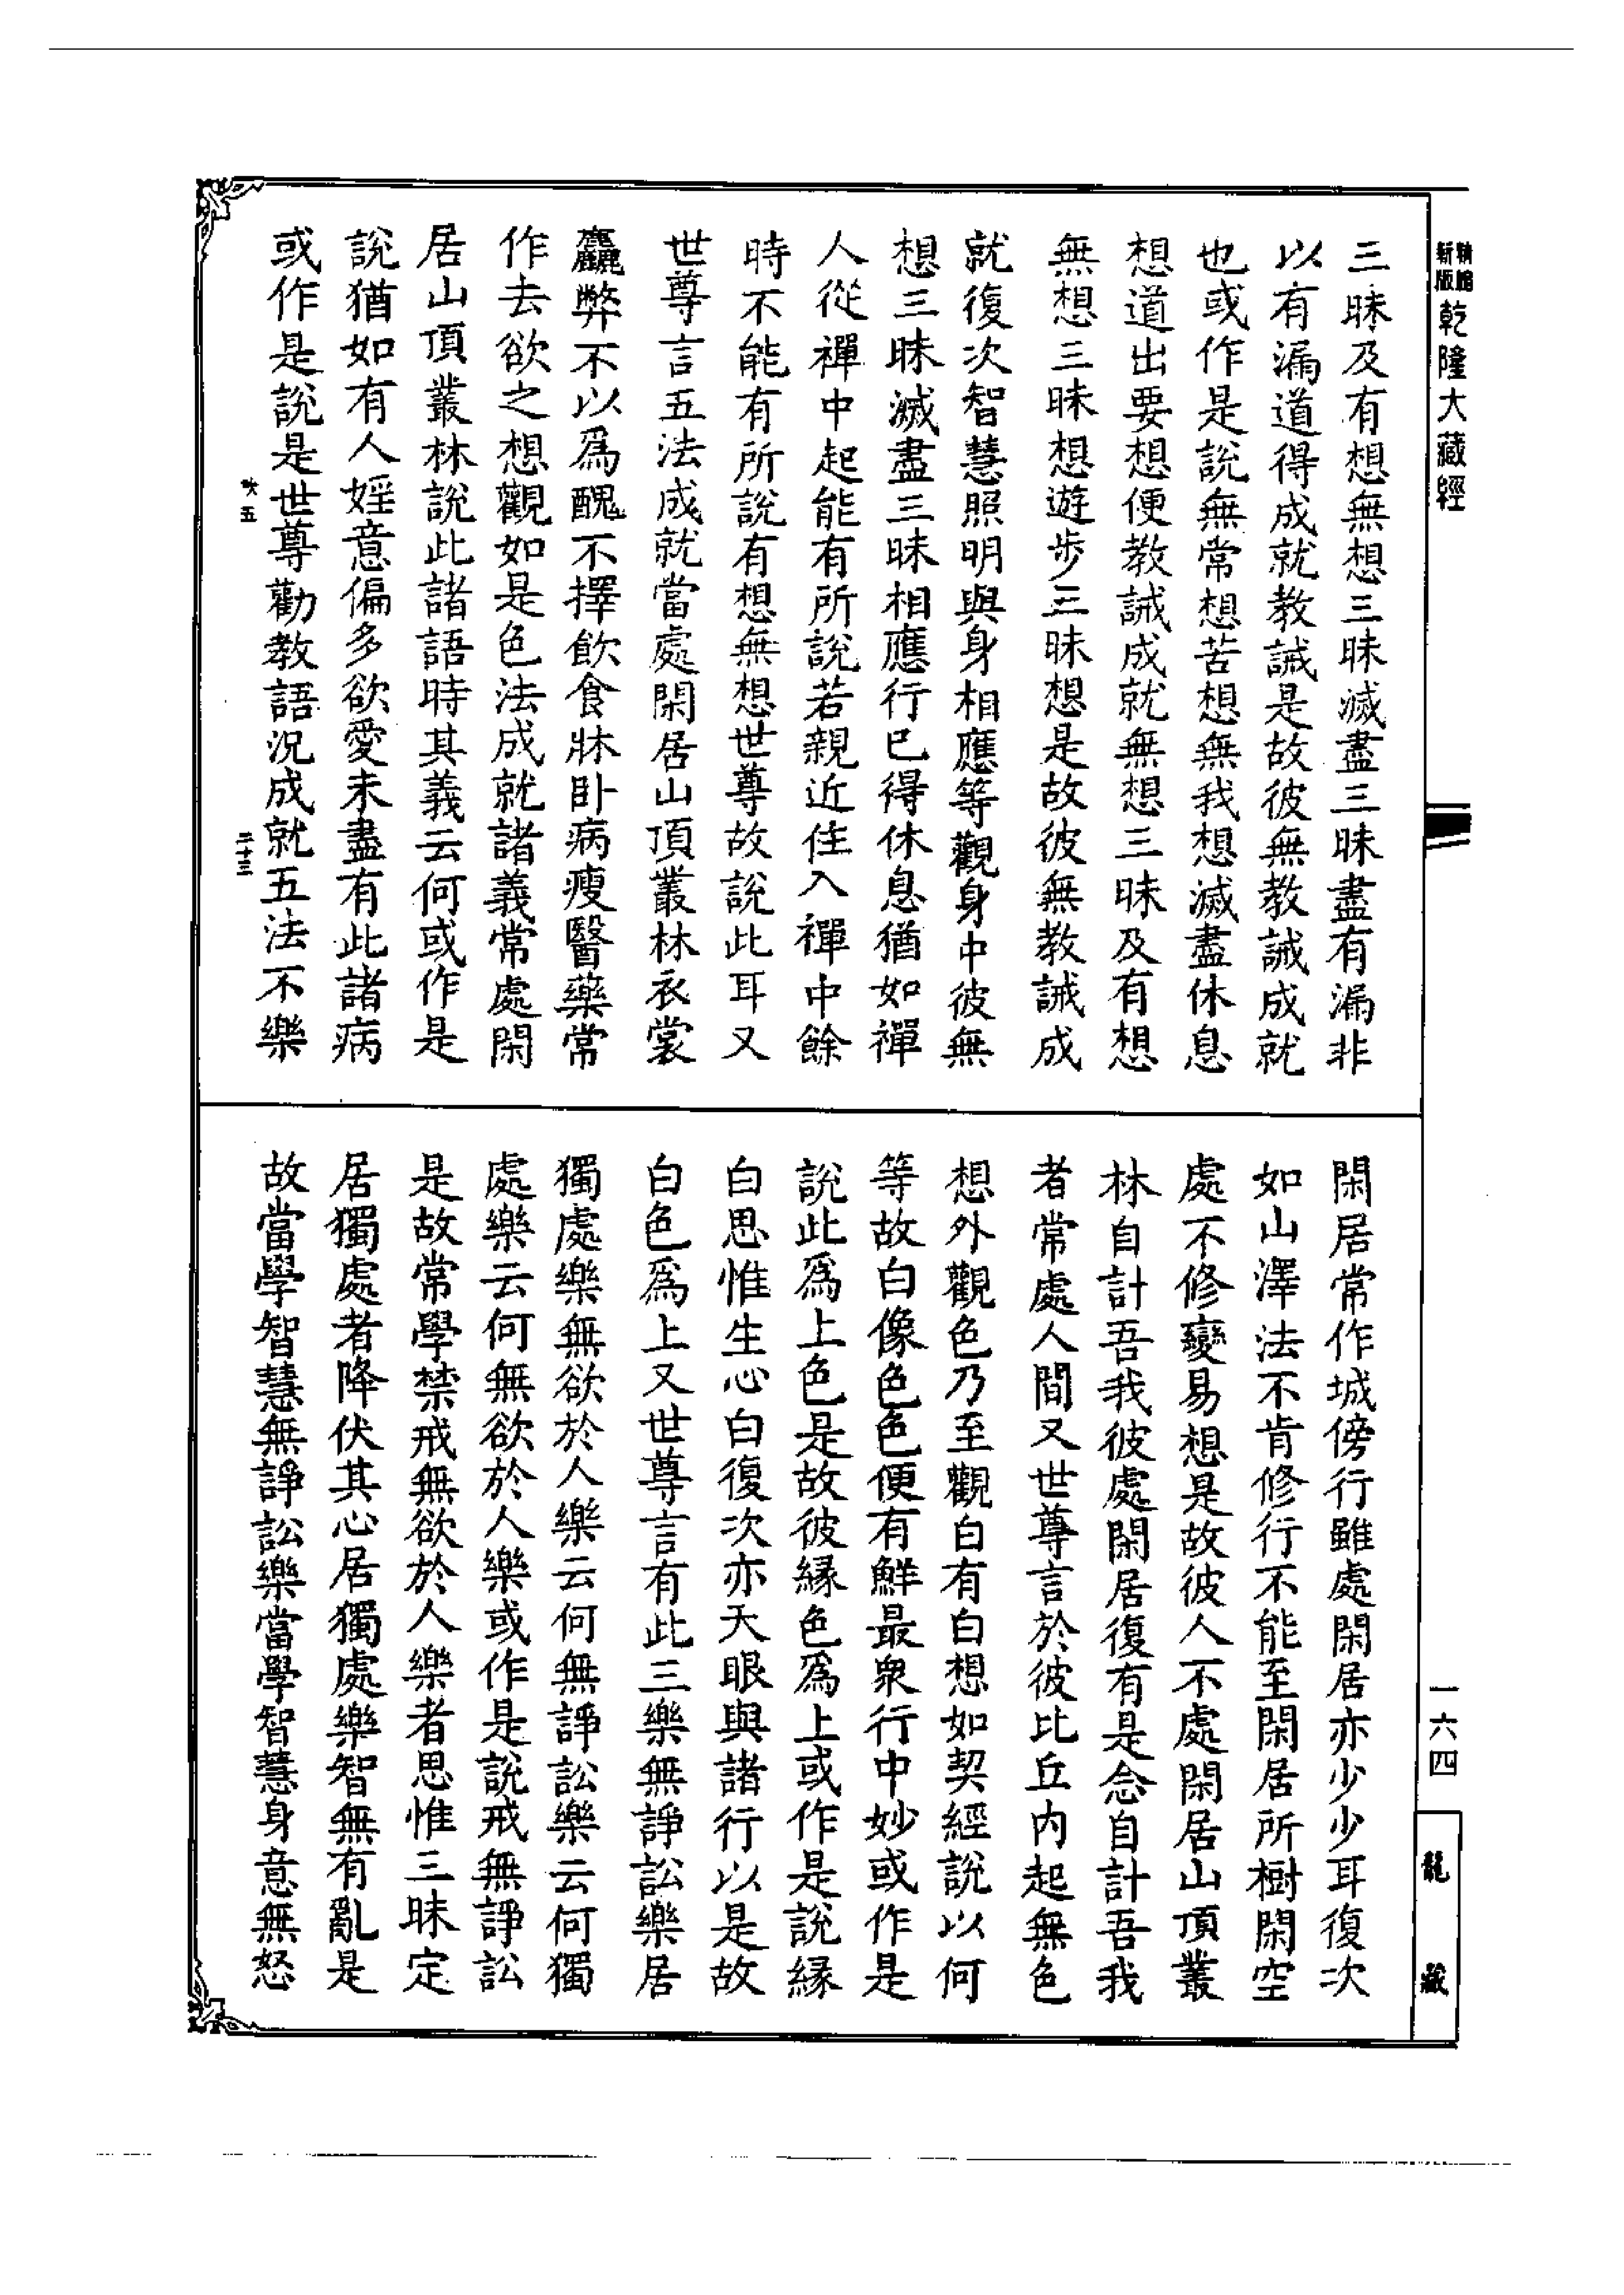 精編
新版
乾隆大藏經
三昧及有想無想三昧滅盡三昧盡有漏非
以有漏道得成就教誡是故彼無教誡成就
也或作是說無常想苦想無我想滅盡休息
想道出要想便教誡成就無想三昧及有想
無想三昧想遊步三昧想是故彼無教誡成
就復次智慧照明與身相應等觀身中彼無
想三昧滅盡三昧相應行已得休息猶如禪
人從禪中起能有所說若親近住入禪中餘
時不能有所說有想無想世尊故說此耳又
世尊言五法成就當處閑居山頂叢林衣裳
麤弊不以為醜不擇飲食牀卧病瘦醫藥常
作去欲之想觀如是色法成就諸義常處閑
居山頂叢林說此諸語時其義云何或作是
說猶如有人婬意偏多欲愛未盡有此諸病
或作是說是世尊勸教語況成就五法不樂
五
二十三
閑居常作城傍行雖處閑居亦少少耳復次
如山澤法不肯修行不能至閑居所樹閑空
處不修變易想是故彼人不處閑居山頂叢
林自計吾我彼處閑居復有是念自計吾我
者常處人間又世尊言於彼比丘内起無色
想外觀色乃至觀白有白想如契經說以何
等故白像色色便有鮮最衆行中妙或作是
說此為上色是故彼緣色為上或作是說緣
白思惟生心白復次亦天眼與諸行以是故
白色為上又世尊言有此三樂無諍訟樂居
獨處樂無欲於人樂云何無諍訟樂云何獨
處樂云何無欲於人樂或作是說戒無諍訟
是故常學禁戒無欲於人樂者思惟三昧定
居獨處者降伏其心居獨處樂智無有亂是
故當學智慧無諍訟樂當學智慧身意無怒
一六四
龍藏